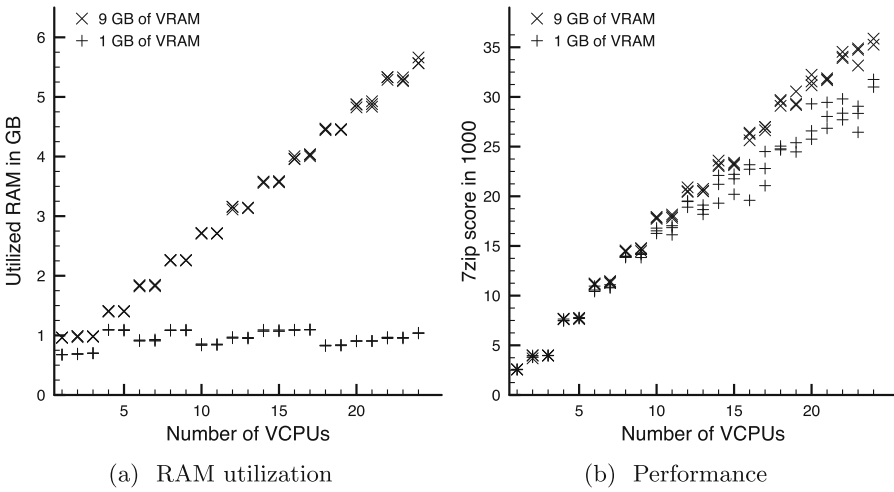 9 GB of VRAM
1 GB of VRAM
6
5
4
3
2
1
0
Utilized RAM in GB
5
10
15
20
Number of VCPUs
(a) RAM utilization
9 GB of VRAM
1 GB of VRAM
35
30
25
20
15
10
5
0
7zip score in 1000
5
10
15
20
Number of VCPUs
(b) Performance